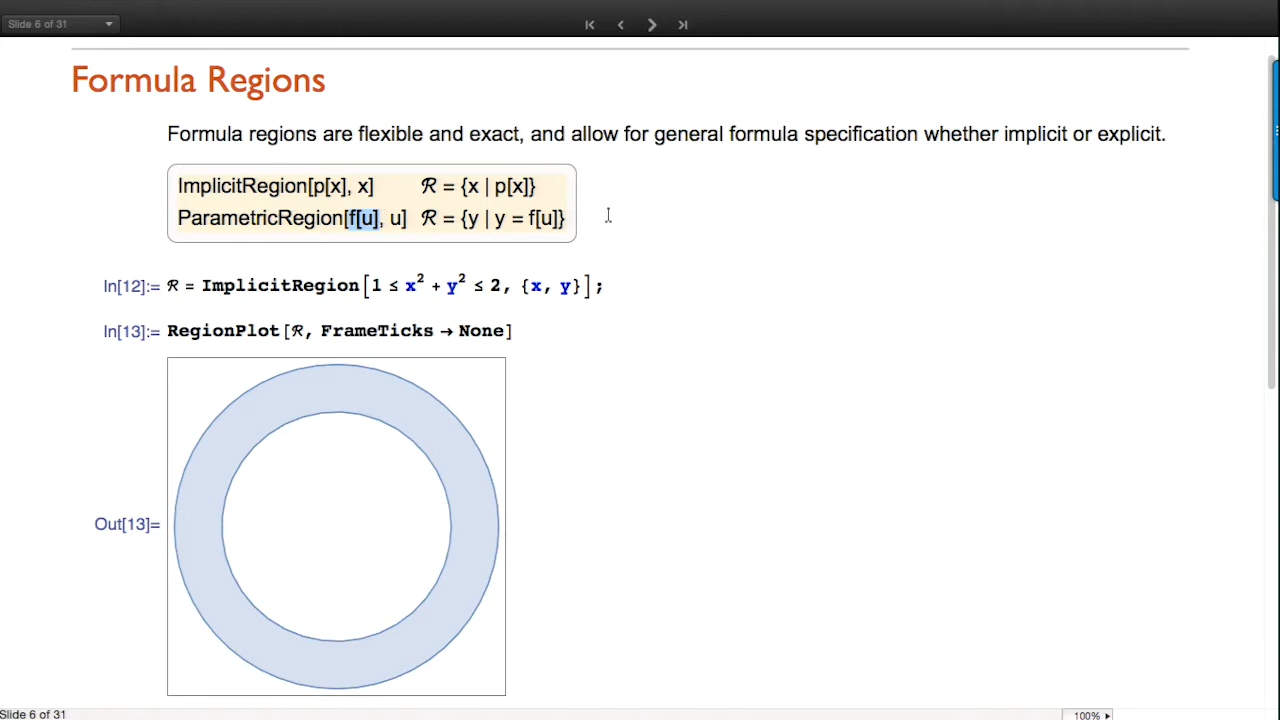 Slide 6 of 31
Formula Regions
Formula regions are flexible and exact, and allow for general formula specification whether implicit or explicit.
ImplicitRegion[p[x], x] ℛ = {x | p[x]}
ParametricRegion[f[u], u] ℛ = {y | y = f[u]}
In[12]:= ℛ = ImplicitRegion[1 ≤ x² + y² ≤ 2, {x, y}];
In[13]:= RegionPlot[ℛ, FrameTicks → None]
Out[13]=
Slide 6 of 31
100%